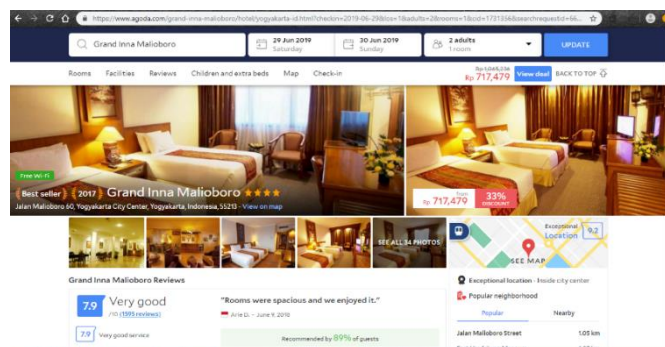 https://www.agoda.com/grand-inna-malioboro/hotel/yogyakarta-id.html?checkin=2019-06-29&los=1&adults=2&rooms=1&cid=1731356&searchrequestid=66...
Grand Inna Malioboro
29 Jun 2019
Saturday
30 Jun 2019
Sunday
2 adults
1 room
UPDATE
Rooms Facilities Reviews Children and extra beds Map Check-in
Rp 717,479
View deal
BACK TO TOP
Free Wi-Fi
Best seller 2017 Grand Inna Malioboro
Jalan Malioboro 60, Yogyakarta City Center, Yogyakarta, Indonesia, 55213 - View on map
from
Rp 717,479
33%
DISCOUNT
SEE ALL 34 PHOTOS
Exceptional
Location
9.2
SEE MAP
Grand Inna Malioboro Reviews
7.9 Very good
/10 (1595 reviews)
"Rooms were spacious and we enjoyed it."
Arie D. - June 9, 2016
7.9 Very good service
Recommended by 89% of guests
Exceptional location - Inside city center
Popular neighborhood
Popular Nearby
Jalan Malioboro Street 1.05 km